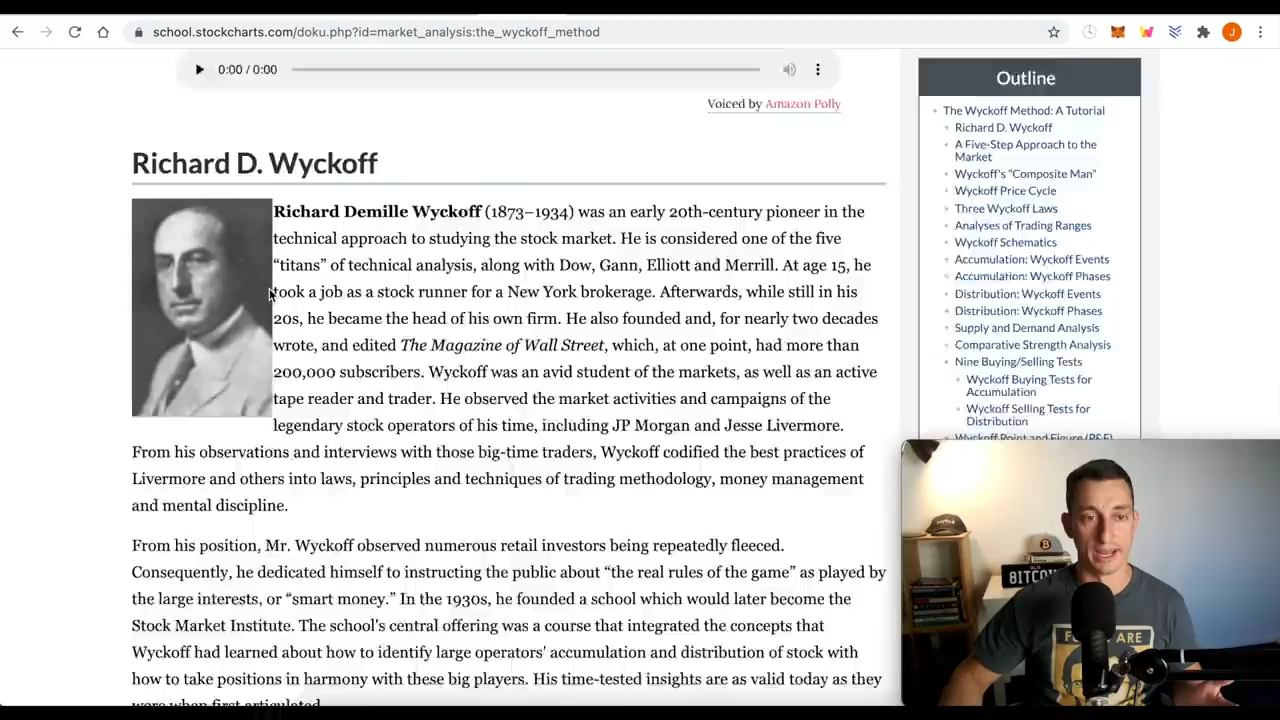 school.stockcharts.com/doku.php?id=market_analysis:the_wyckoff_method
J
0:00 / 0:00
Voiced by Amazon Polly
Richard D. Wyckoff
Richard Demille Wyckoff (1873–1934) was an early 20th-century pioneer in the
technical approach to studying the stock market. He is considered one of the five
“titans” of technical analysis, along with Dow, Gann, Elliott and Merrill. At age 15, he
took a job as a stock runner for a New York brokerage. Afterwards, while still in his
20s, he became the head of his own firm. He also founded and, for nearly two decades
wrote, and edited The Magazine of Wall Street, which, at one point, had more than
200,000 subscribers. Wyckoff was an avid student of the markets, as well as an active
tape reader and trader. He observed the market activities and campaigns of the
legendary stock operators of his time, including JP Morgan and Jesse Livermore.
From his observations and interviews with those big-time traders, Wyckoff codified the best practices of
Livermore and others into laws, principles and techniques of trading methodology, money management
and mental discipline.
From his position, Mr. Wyckoff observed numerous retail investors being repeatedly fleeced.
Consequently, he dedicated himself to instructing the public about “the real rules of the game” as played by
the large interests, or “smart money.” In the 1930s, he founded a school which would later become the
Stock Market Institute. The school's central offering was a course that integrated the concepts that
Wyckoff had learned about how to identify large operators' accumulation and distribution of stock with
how to take positions in harmony with these big players. His time-tested insights are as valid today as they
were when first articulated.
Outline
The Wyckoff Method: A Tutorial
Richard D. Wyckoff
A Five-Step Approach to the
Market
Wyckoff's "Composite Man"
Wyckoff Price Cycle
Three Wyckoff Laws
Analyses of Trading Ranges
Wyckoff Schematics
Accumulation: Wyckoff Events
Accumulation: Wyckoff Phases
Distribution: Wyckoff Events
Distribution: Wyckoff Phases
Supply and Demand Analysis
Comparative Strength Analysis
Nine Buying/Selling Tests
Wyckoff Buying Tests for
Accumulation
Wyckoff Selling Tests for
Distribution
Wyckoff Point and Figure (P&F)
BITCO
ARE